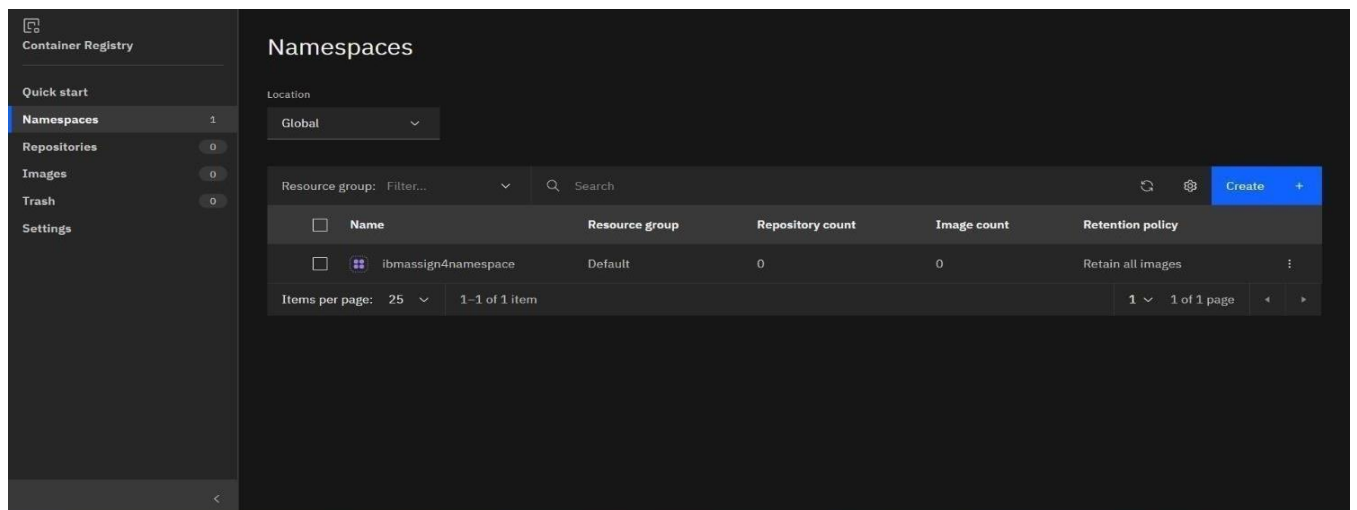 Container Registry
Quick start
Namespaces 1
Repositories 0
Images 0
Trash 0
Settings
Namespaces
Location
Global
Resource group: Filter... Search Create +
Name Resource group Repository count Image count Retention policy
ibmassign4namespace Default 0 0 Retain all images
Items per page: 25 1–1 of 1 item 1 1 of 1 page